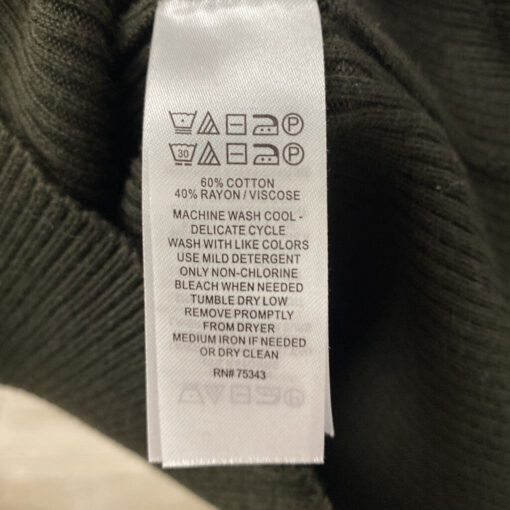 P
30 P
60% COTTON
40% RAYON / VISCOSE
MACHINE WASH COOL -
DELICATE CYCLE
WASH WITH LIKE COLORS
USE MILD DETERGENT
ONLY NON-CHLORINE
BLEACH WHEN NEEDED
TUMBLE DRY LOW
REMOVE PROMPTLY
FROM DRYER
MEDIUM IRON IF NEEDED
OR DRY CLEAN
RN# 75343